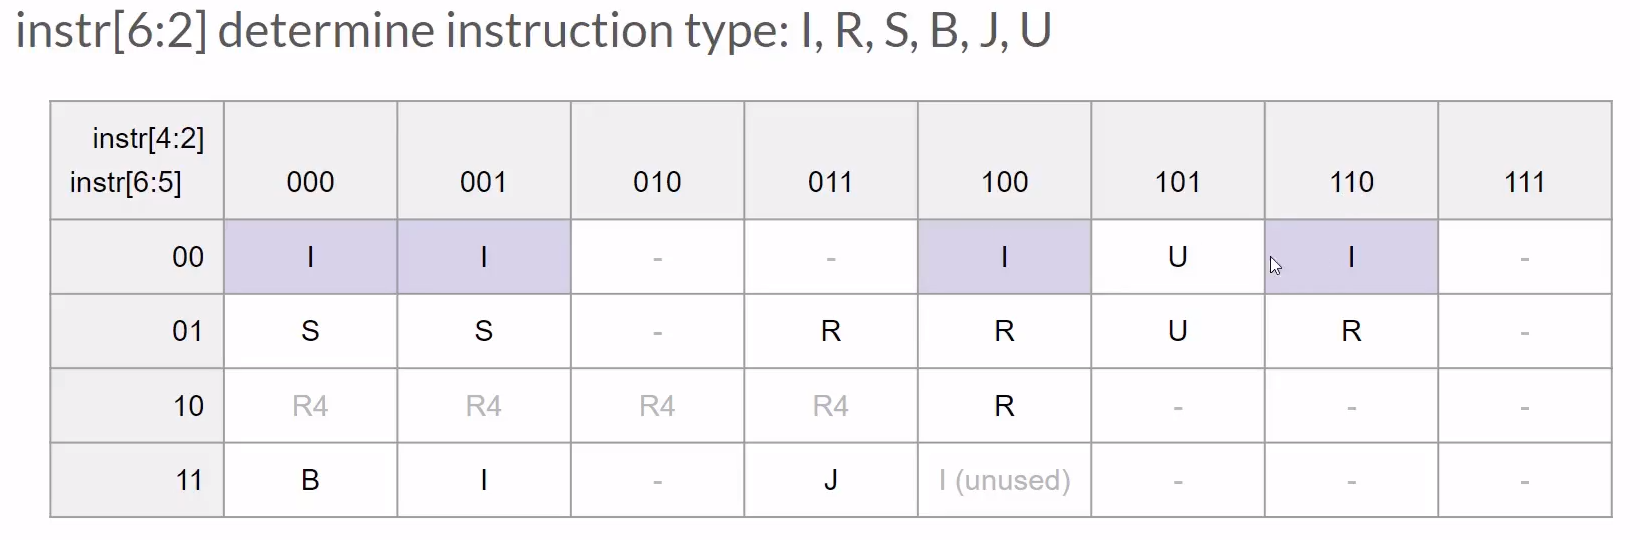 instr[6:2] determine instruction type: I, R, S, B, J, U
instr[4:2]
instr[6:5] 000 001 010 011 100 101 110 111
00 I I - - I U I -
01 S S - R R U R -
10 R4 R4 R4 R4 R - - -
11 B I - J I (unused) - - -